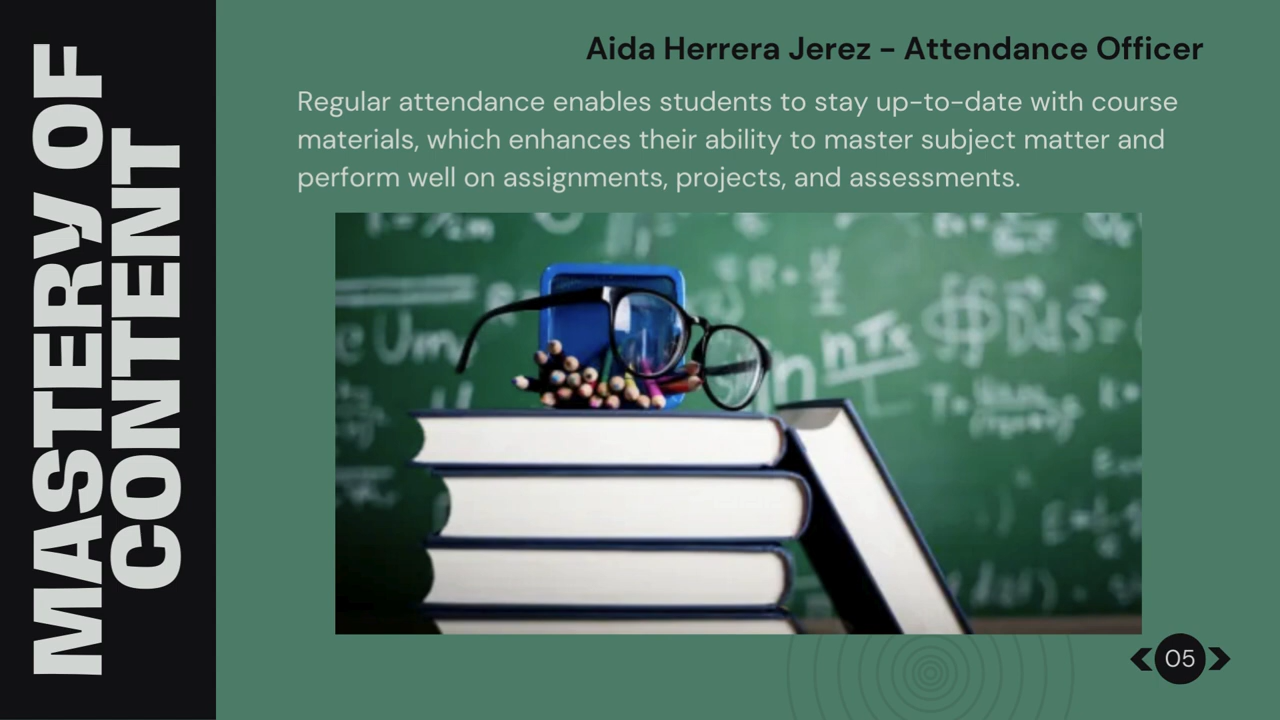 MASTERY OF
CONTENT
Aida Herrera Jerez - Attendance Officer
Regular attendance enables students to stay up-to-date with course
materials, which enhances their ability to master subject matter and
perform well on assignments, projects, and assessments.
05